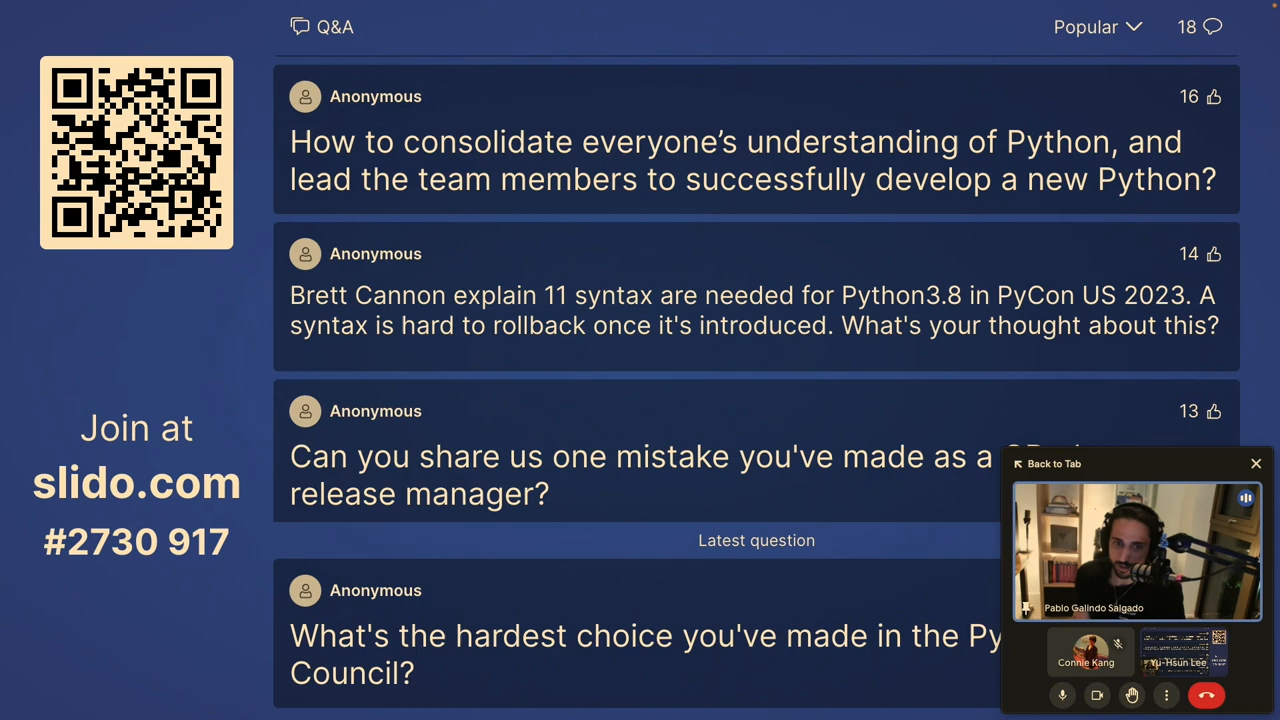 Q&A
Popular
18
Anonymous
16
How to consolidate everyone’s understanding of Python, and
lead the team members to successfully develop a new Python?
Anonymous
14
Brett Cannon explain 11 syntax are needed for Python3.8 in PyCon US 2023. A
syntax is hard to rollback once it's introduced. What's your thought about this?
Anonymous
13
Can you share us one mistake you've made as a
release manager?
Latest question
Anonymous
What's the hardest choice you've made in the Py
Council?
Join at
slido.com
#2730 917
Back to Tab
Pablo Galindo Salgado
Connie Kang
Yu-Hsun Lee